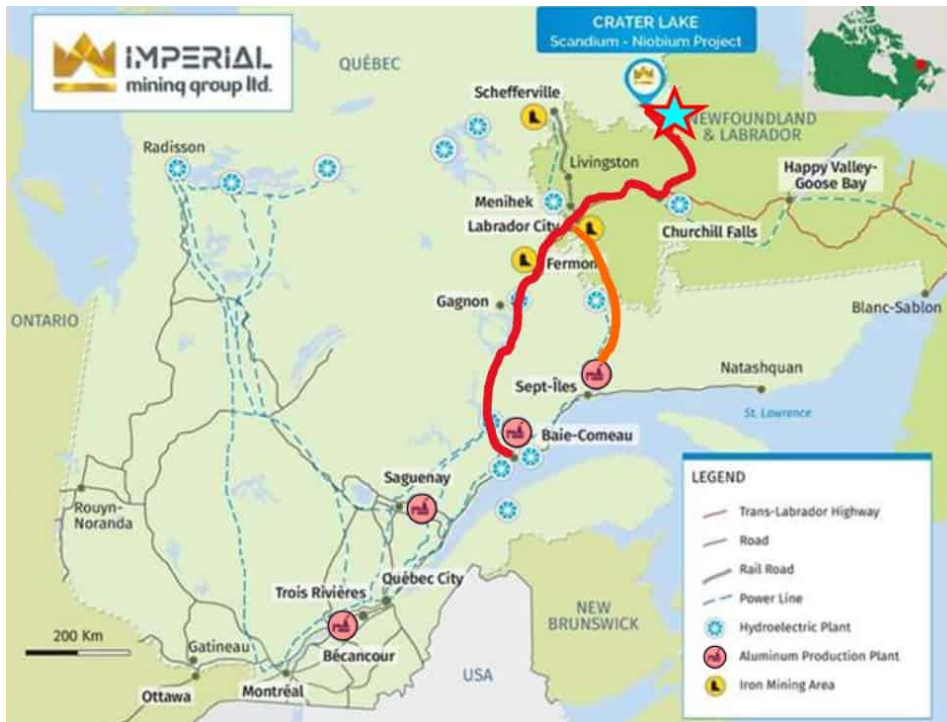 IMPERIAL
mining group ltd.
CRATER LAKE
Scandium - Niobium Project
QUÉBEC
Schefferville
NEWFOUNDLAND
& LABRADOR
Radisson
Livingston
Happy Valley-
Goose Bay
Menihek
Labrador City
Churchill Falls
Fermon
Gagnon
ONTARIO
Blanc-Sablon
Natashquan
Sept-Îles
St. Lawrence
Baie-Comeau
Saguenay
Rouyn-
Noranda
Québec City
Trois Rivières
Bécancour
NEW
BRUNSWICK
200 Km
Gatineau
Ottawa
Montréal
USA
LEGEND
Trans-Labrador Highway
Road
Rail Road
Power Line
Hydroelectric Plant
Aluminum Production Plant
Iron Mining Area